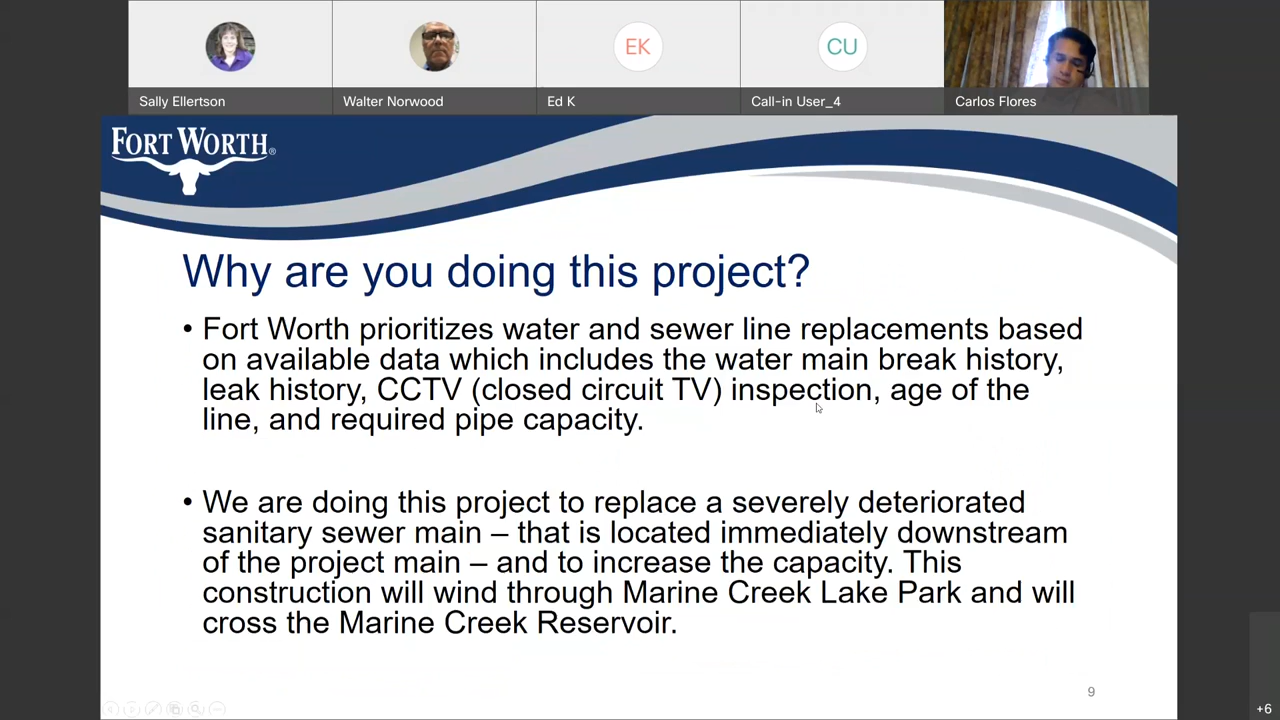 EK
CU
Sally Ellertson
Walter Norwood
Ed K
Call-in User_4
Carlos Flores
FORT WORTH®
Why are you doing this project?
• Fort Worth prioritizes water and sewer line replacements based
on available data which includes the water main break history,
leak history, CCTV (closed circuit TV) inspection, age of the
line, and required pipe capacity.
• We are doing this project to replace a severely deteriorated
sanitary sewer main – that is located immediately downstream
of the project main – and to increase the capacity. This
construction will wind through Marine Creek Lake Park and will
cross the Marine Creek Reservoir.
9
+6